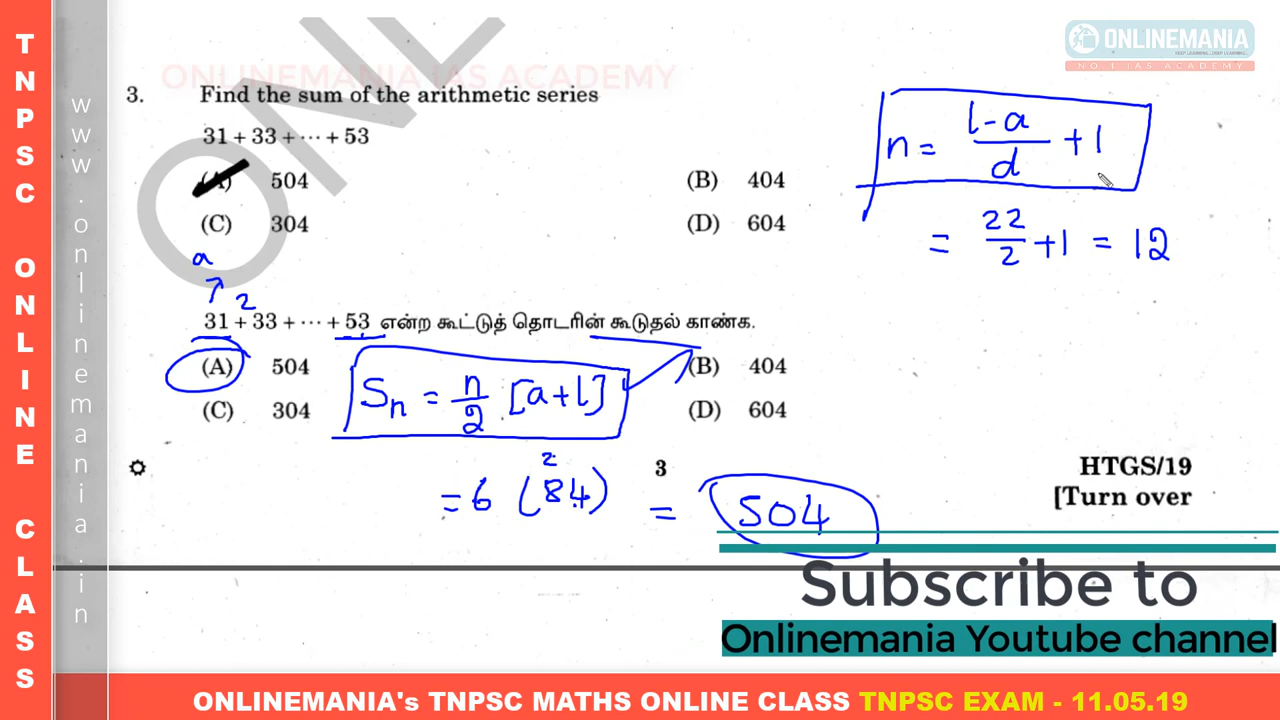 TNPSC ONLINE CLASS
www.onlinemania.in
ONLINEMANIA IAS ACADEMY
ONL
ONLINEMANIA
NO.1 IAS ACADEMY
3. Find the sum of the arithmetic series
31 + 33 + ··· + 53
(A) 504 (B) 404
(C) 304 (D) 604
n = (l-a)/d + 1
= 22/2 + 1 = 12
a
2
31 + 33 + ··· + 53 என்ற கூட்டுத் தொடரின் கூடுதல் காண்க.
(A) 504 (B) 404
(C) 304 (D) 604
Sn = n/2 [a+l]
2
= 6 (84) = 504
3 HTGS/19
[Turn over
Subscribe to
Onlinemania Youtube channel
ONLINEMANIA's TNPSC MATHS ONLINE CLASS TNPSC EXAM - 11.05.19